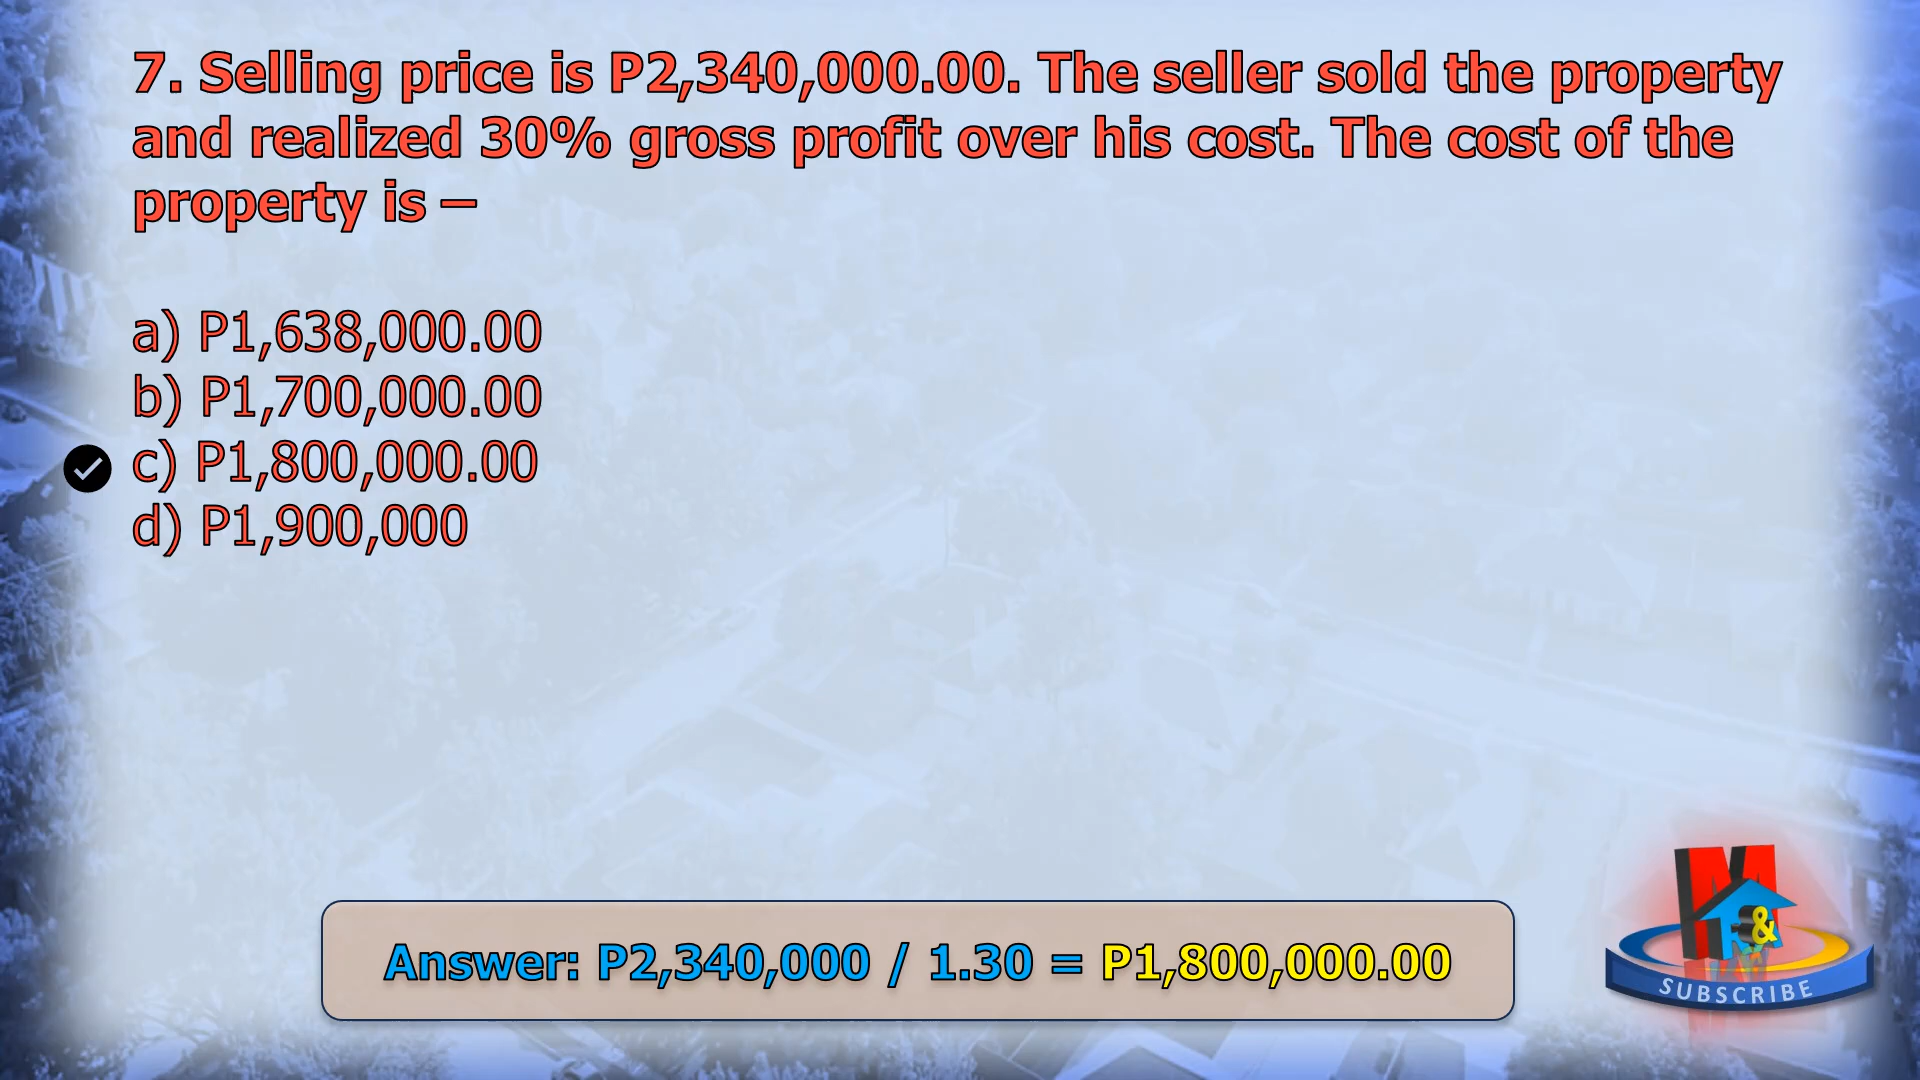 7. Selling price is P2,340,000.00. The seller sold the property
and realized 30% gross profit over his cost. The cost of the
property is –
a) P1,638,000.00
b) P1,700,000.00
c) P1,800,000.00
d) P1,900,000
Answer: P2,340,000 / 1.30 = P1,800,000.00
M
&
SUBSCRIBE